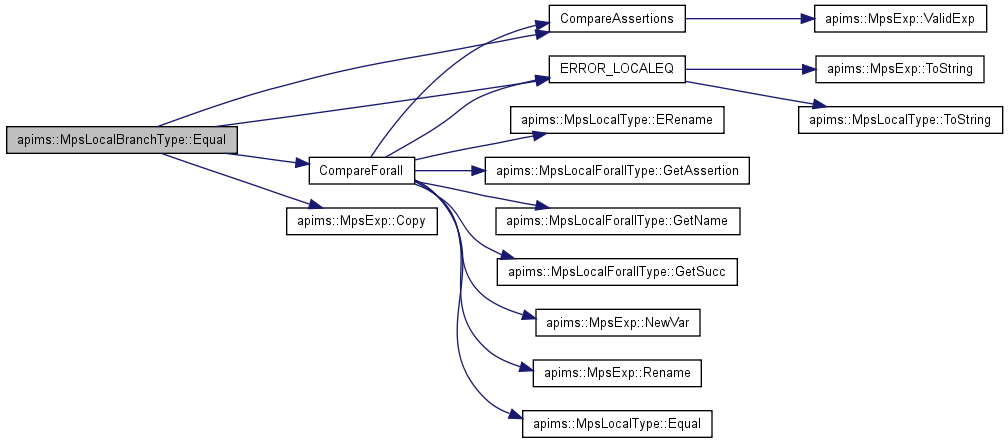 CompareAssertions
apims::MpsExp::ValidExp
ERROR_LOCALEQ
apims::MpsExp::ToString
apims::MpsLocalType::ERename
apims::MpsLocalType::ToString
apims::MpsLocalBranchType::Equal
CompareForall
apims::MpsLocalForallType::GetAssertion
apims::MpsExp::Copy
apims::MpsLocalForallType::GetName
apims::MpsLocalForallType::GetSucc
apims::MpsExp::NewVar
apims::MpsExp::Rename
apims::MpsLocalType::Equal